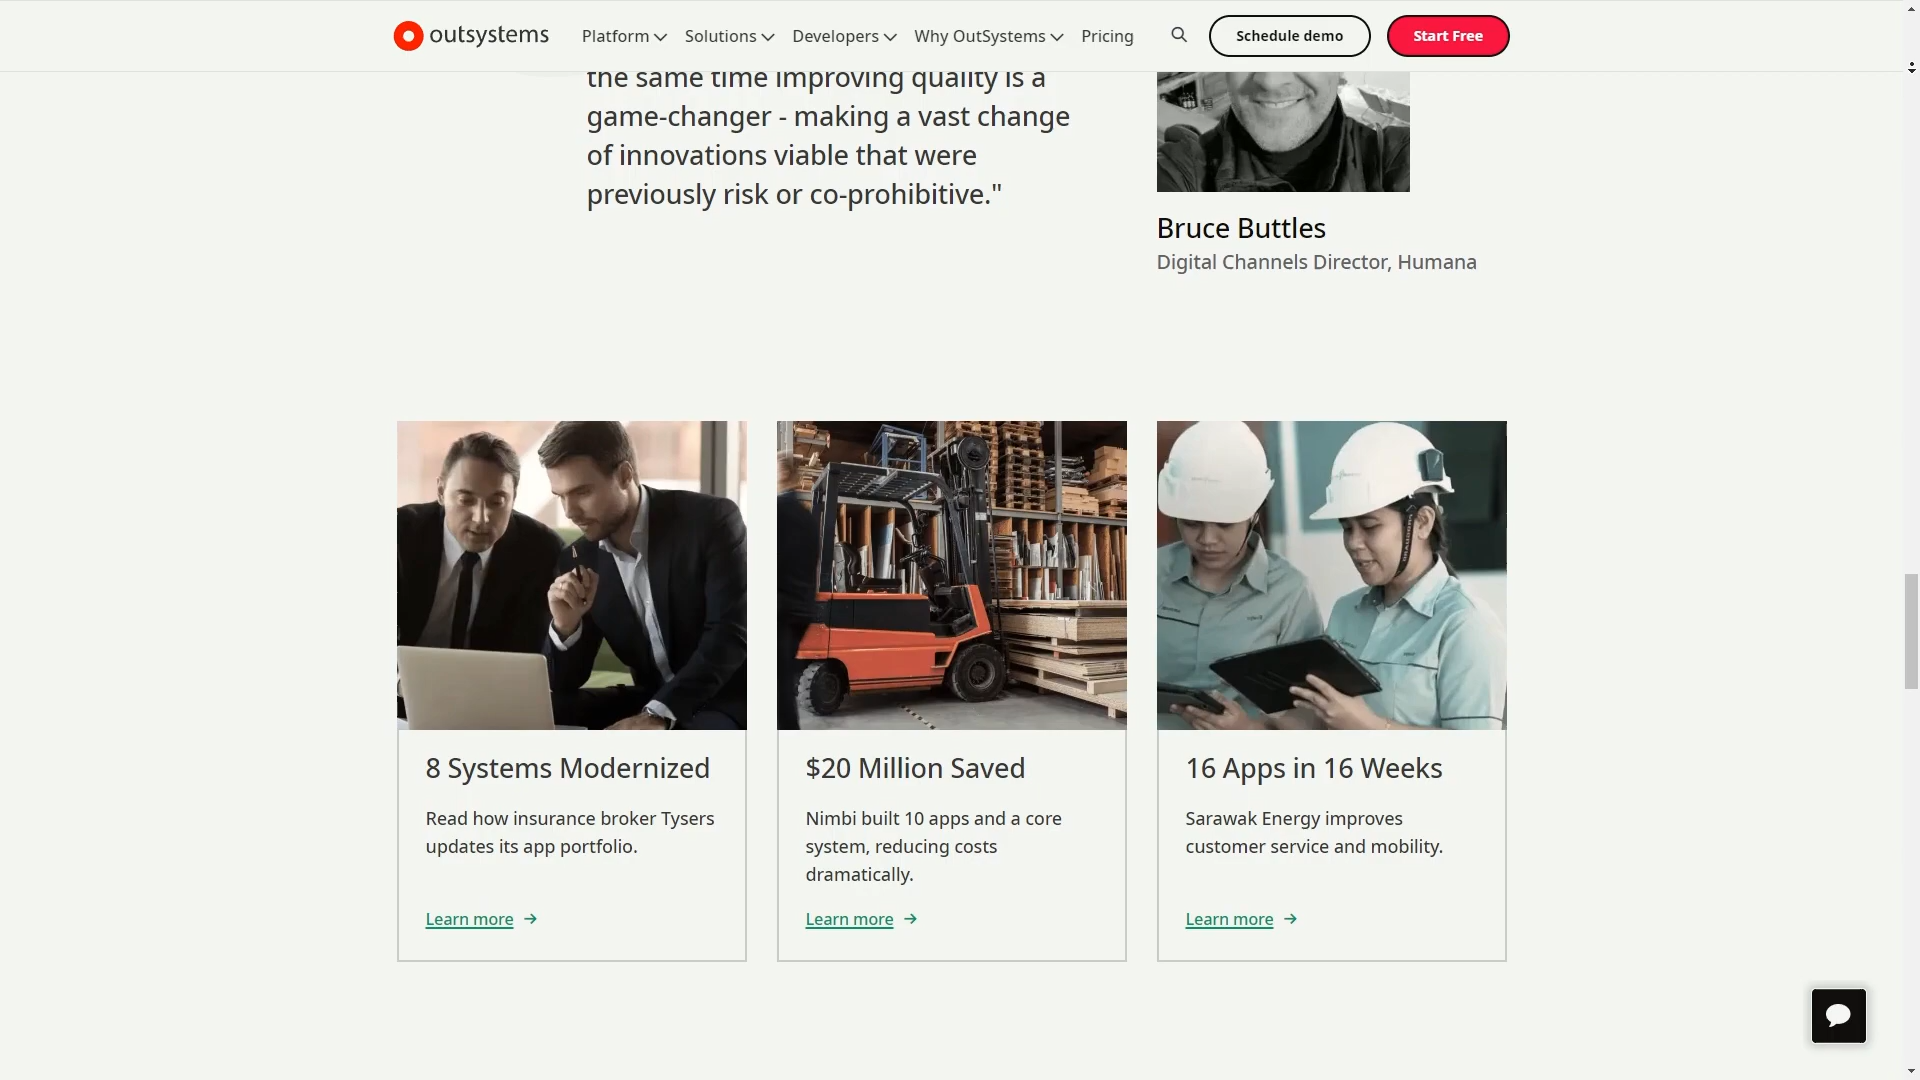 outsystems
Platform
Solutions
Developers
Why OutSystems
Pricing
Schedule demo
Start Free
the same time improving quality is a
game-changer - making a vast change
of innovations viable that were
previously risk or co-prohibitive."
Bruce Buttles
Digital Channels Director, Humana
8 Systems Modernized
Read how insurance broker Tysers
updates its app portfolio.
Learn more
$20 Million Saved
Nimbi built 10 apps and a core
system, reducing costs
dramatically.
Learn more
16 Apps in 16 Weeks
Sarawak Energy improves
customer service and mobility.
Learn more